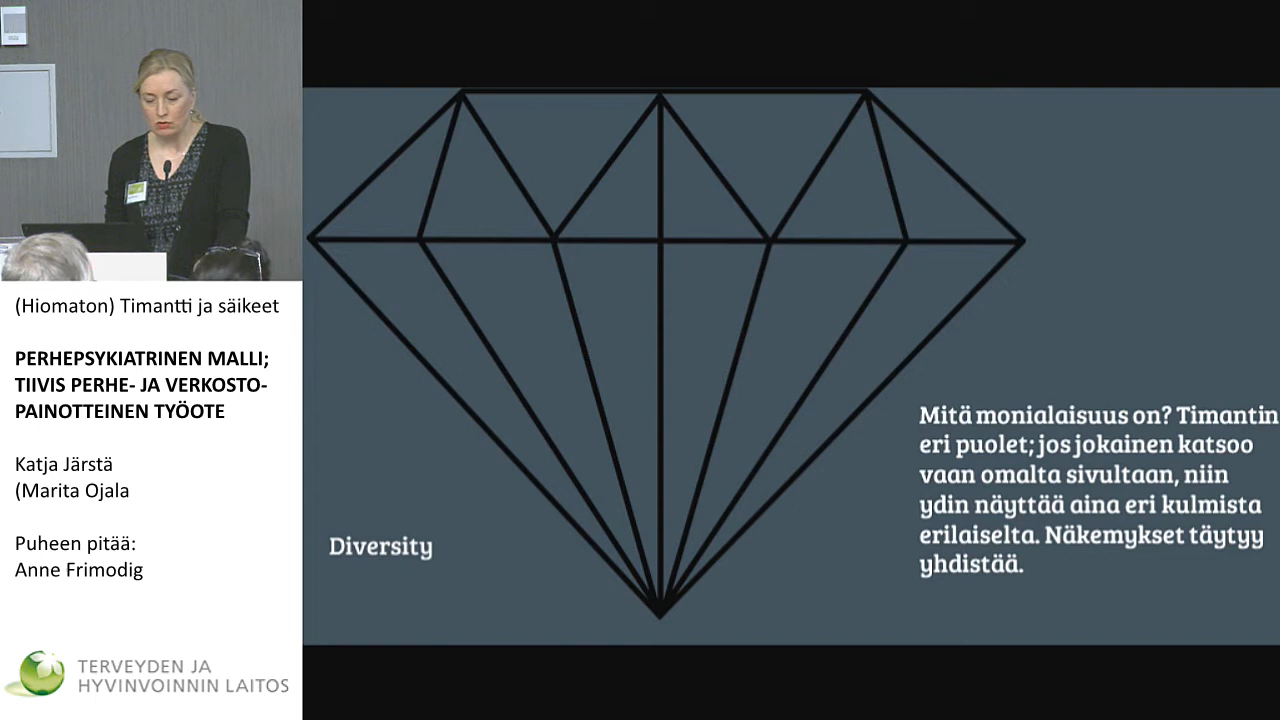 (Hiomaton) Timantti ja säikeet
PERHEPSYKIATRINEN MALLI;
TIIVIS PERHE- JA VERKOSTO-
PAINOTTEINEN TYÖOTE
Katja Järstä
(Marita Ojala
Puheen pitää:
Anne Frimodig
TERVEYDEN JA
HYVINVOINNIN LAITOS
Diversity
Mitä monialaisuus on? Timantin
eri puolet; jos jokainen katsoo
vaan omalta sivultaan, niin
ydin näyttää aina eri kulmista
erilaiselta. Näkemykset täytyy
yhdistää.